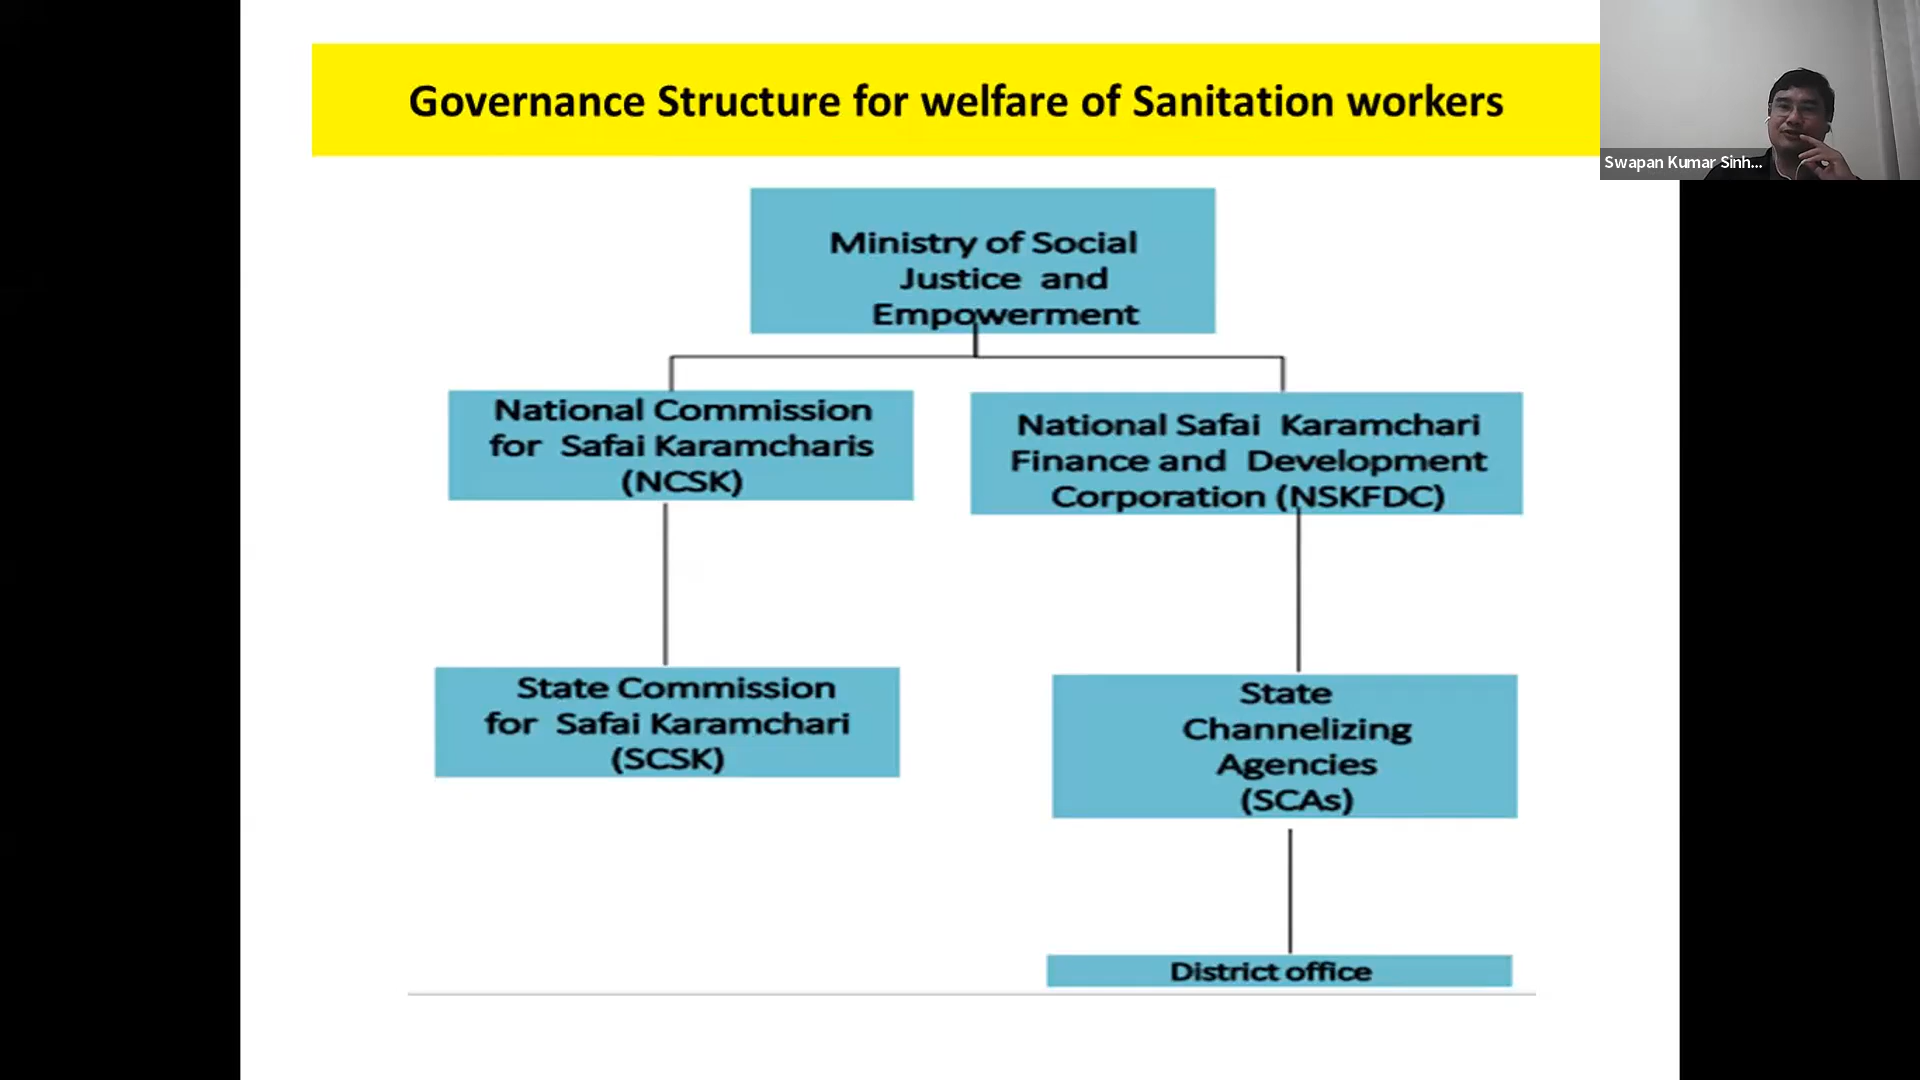 Governance Structure for welfare of Sanitation workers
Swapan Kumar Sinh...
Ministry of Social
Justice and
Empowerment
National Commission
for Safai Karamcharis
(NCSK)
National Safai Karamchari
Finance and Development
Corporation (NSKFDC)
State Commission
for Safai Karamchari
(SCSK)
State
Channelizing
Agencies
(SCAs)
District office